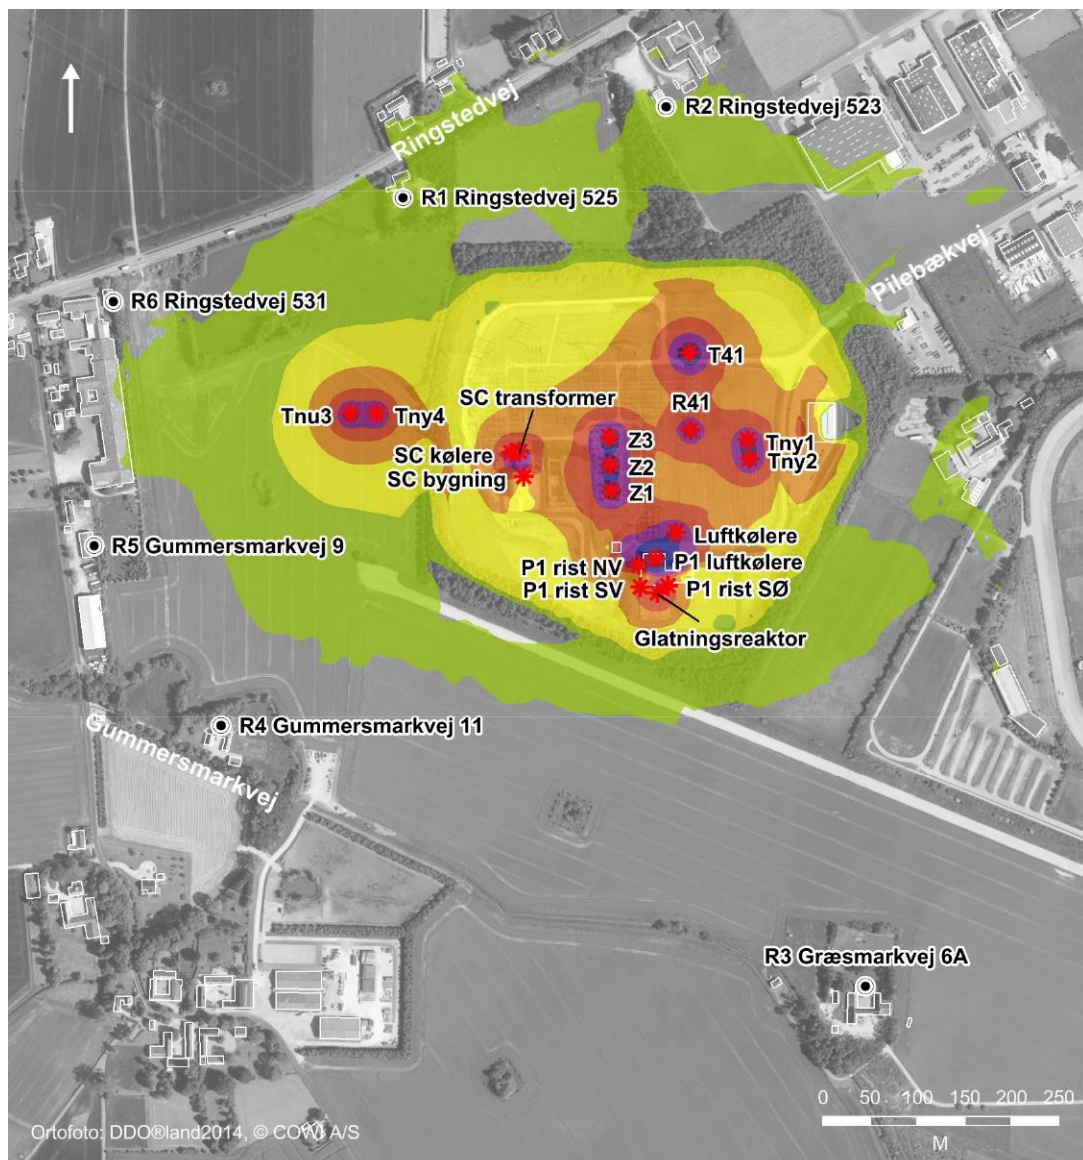 R2 Ringstedvej 523
Ringstedvej
R1 Ringstedvej 525
Pilebækvej
R6 Ringstedvej 531
T41
SC transformer
Tnu3
Tny4
R41
Z3
Tny1
SC kølere
Z2
Tny2
SC bygning
Z1
Luftkølere
R5 Gummersmarkvej 9
P1 luftkølere
P1 rist NV
P1 rist SV
P1 rist SØ
Glatningsreaktor
R4 Gummersmarkvej 11
Gummersmarkvej
R3 Græsmarkvej 6A
0 50 100 150 200 250
M
Ortofoto: DDO®land2014, © COWI A/S